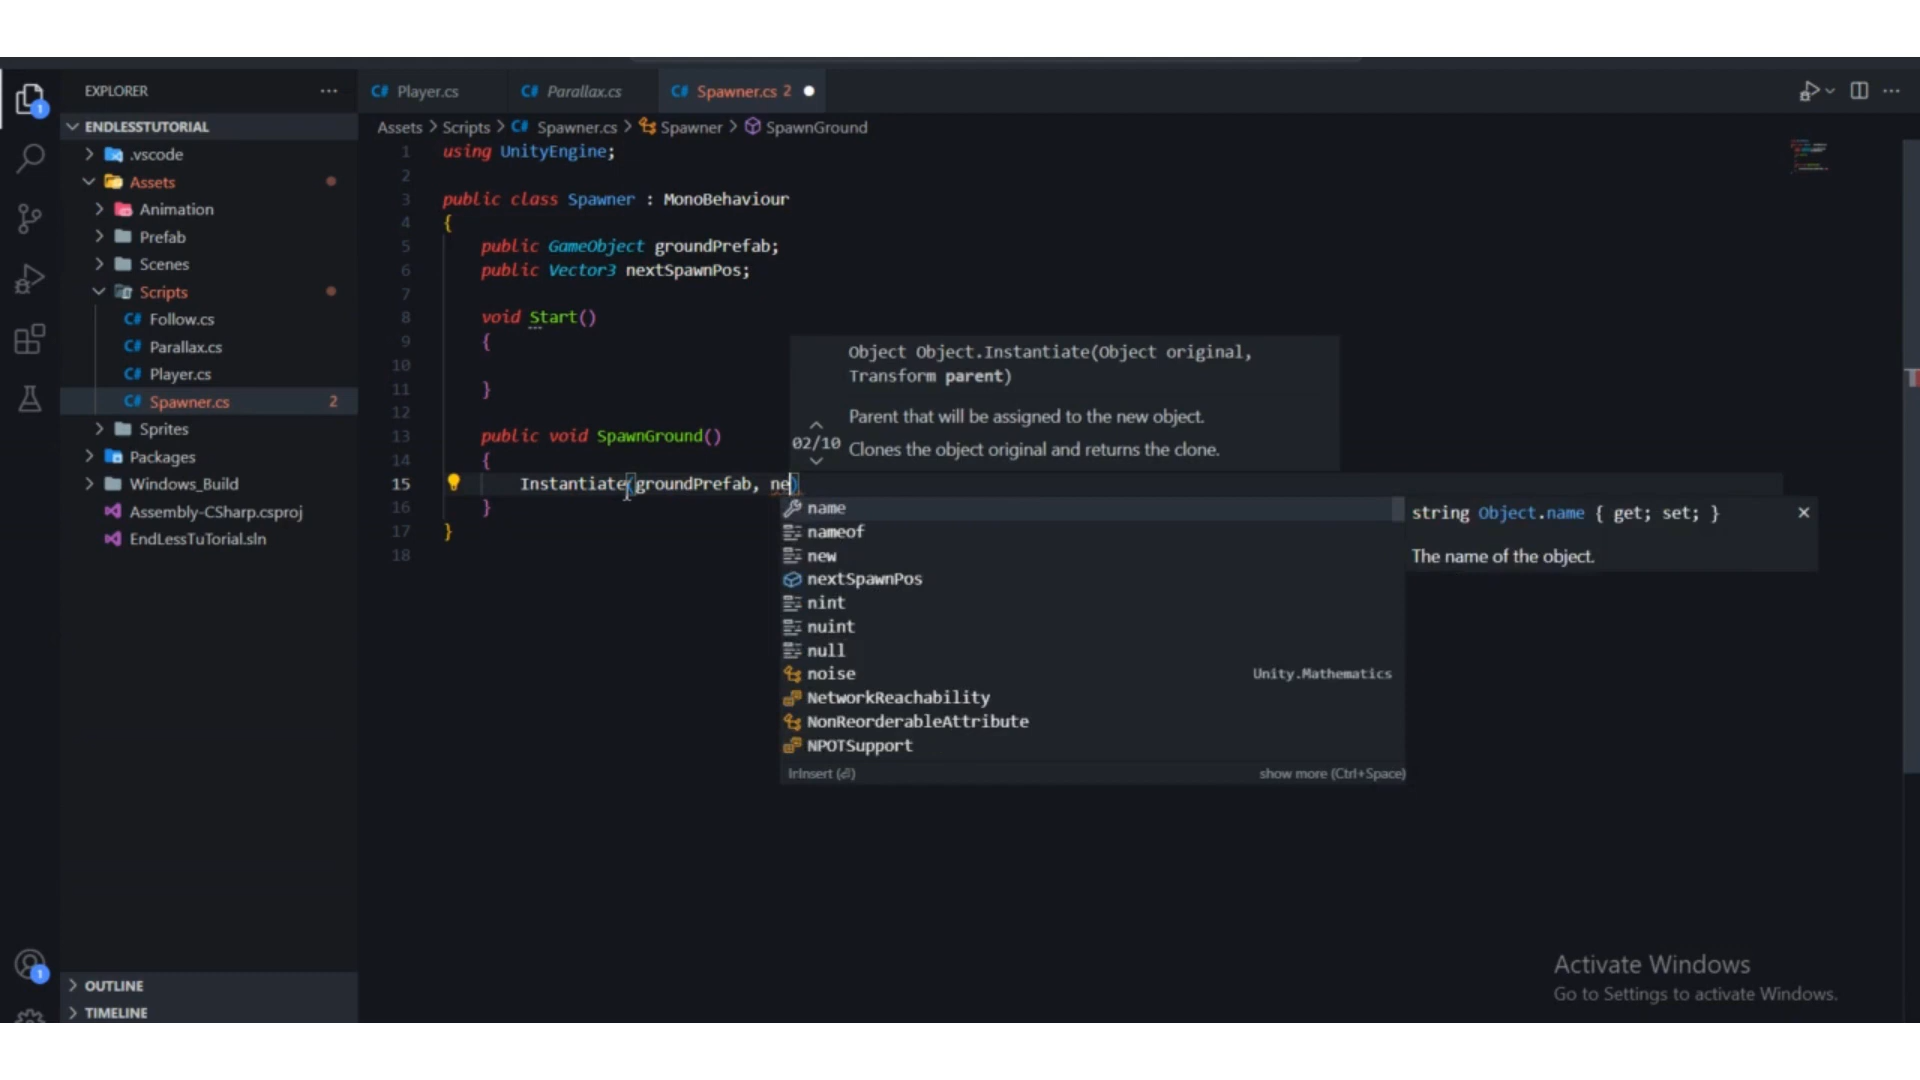 EXPLORER
ENDLESSTUTORIAL
.vscode
Assets
Animation
Prefab
Scenes
Scripts
C# Follow.cs
C# Parallax.cs
C# Player.cs
C# Spawner.cs 2
Sprites
Packages
Windows_Build
Assembly-CSharp.csproj
EndLessTuTorial.sln
OUTLINE
TIMELINE
1
1
C# Player.cs
C# Parallax.cs
C# Spawner.cs 2
Assets > Scripts > C# Spawner.cs > Spawner > SpawnGround
1 using UnityEngine;
2
3 public class Spawner : MonoBehaviour
4 {
5 public GameObject groundPrefab;
6 public Vector3 nextSpawnPos;
7
8 void Start()
9 {
10
11 }
12
13 public void SpawnGround()
14 {
15 Instantiate(groundPrefab, ne)
16 }
17 }
18
Object Object.Instantiate(Object original,
Transform parent)
Parent that will be assigned to the new object.
02/10 Clones the object original and returns the clone.
name
nameof
new
nextSpawnPos
nint
nuint
null
noise Unity.Mathematics
NetworkReachability
NonReorderableAttribute
NPOTSupport
show more (Ctrl+Space)
string Object.name { get; set; }
The name of the object.
Activate Windows
Go to Settings to activate Windows.